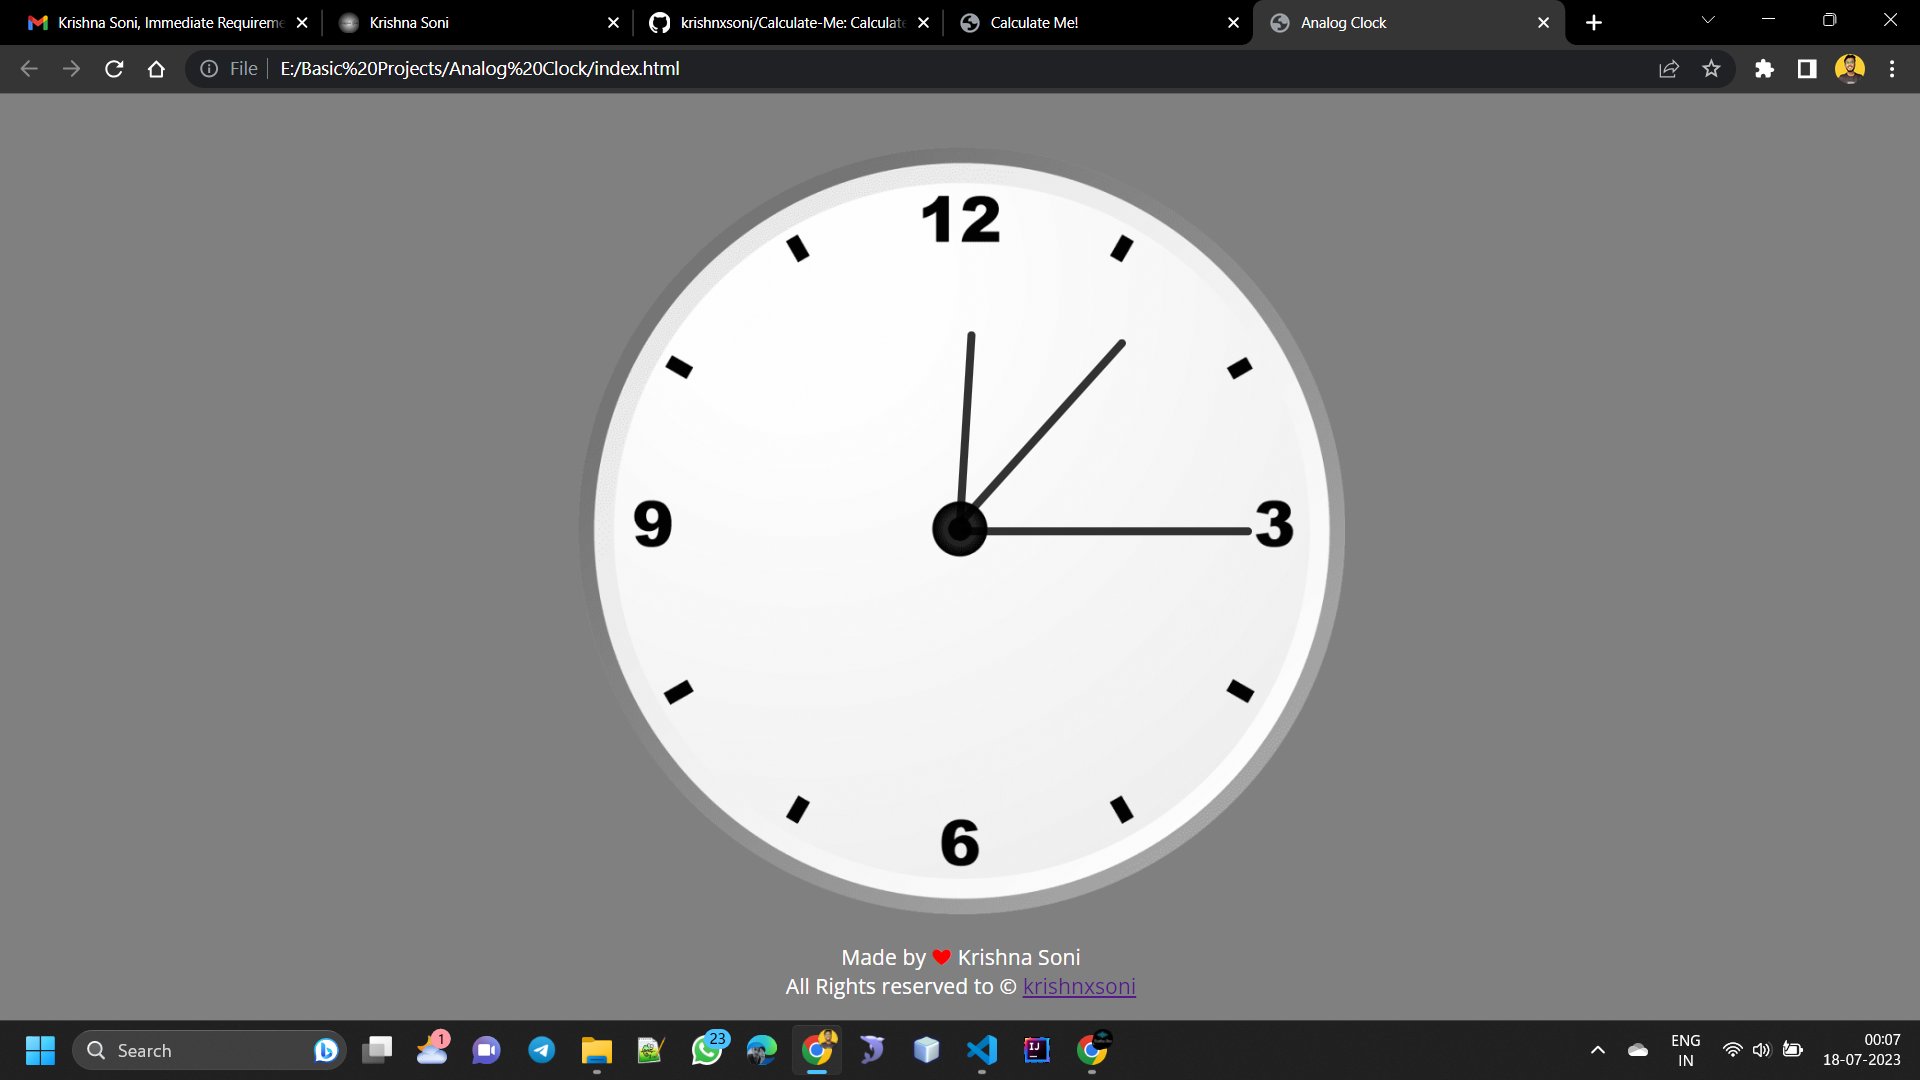 Krishna Soni, Immediate Requireme
Krishna Soni
krishnxsoni/Calculate-Me: Calculate
Calculate Me!
Analog Clock
File
E:/Basic%20Projects/Analog%20Clock/index.html
12
9
3
6
Made by ❤ Krishna Soni
All Rights reserved to © krishnxsoni
Search
1
23
IJ
ENG
IN
00:07
18-07-2023